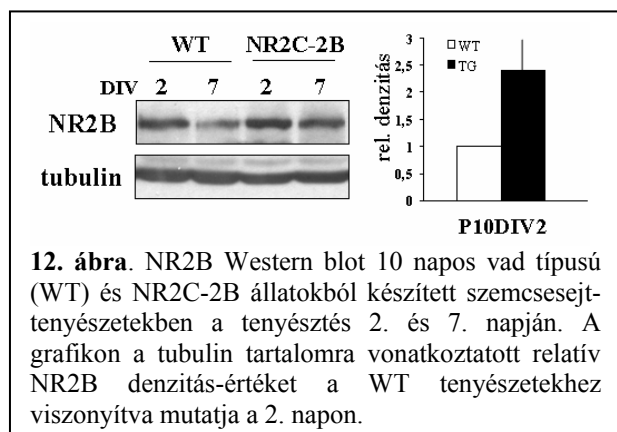 WT NR2C-2B
DIV 2 7 2 7
NR2B
tubulin
rel. denzitás
3
2,5
2
1,5
1
0,5
0
WT
TG
P10DIV2
12. ábra. NR2B Western blot 10 napos vad típusú
(WT) és NR2C-2B állatokból készített szemcsesejt-
tenyészetekben a tenyésztés 2. és 7. napján. A
grafikon a tubulin tartalomra vonatkoztatott relatív
NR2B denzitás-értéket a WT tenyészetekhez
viszonyítva mutatja a 2. napon.